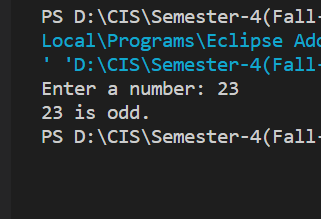 PS D:\CIS\Semester-4(Fall-
Local\Programs\Eclipse Ado
' 'D:\CIS\Semester-4(Fall-
Enter a number: 23
23 is odd.
PS D:\CIS\Semester-4(Fall-